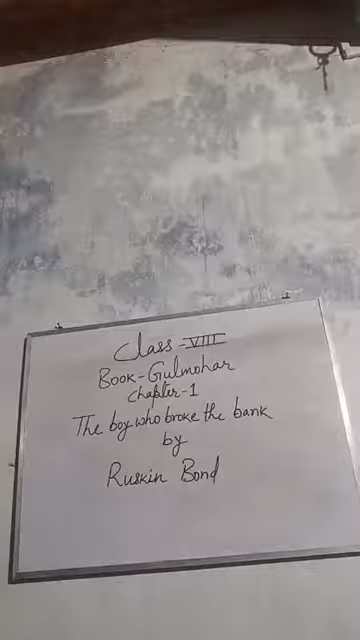 Class - VIII
Book - Gulmohar
Chapter - 1
The boy who broke the bank
by
Ruskin Bond